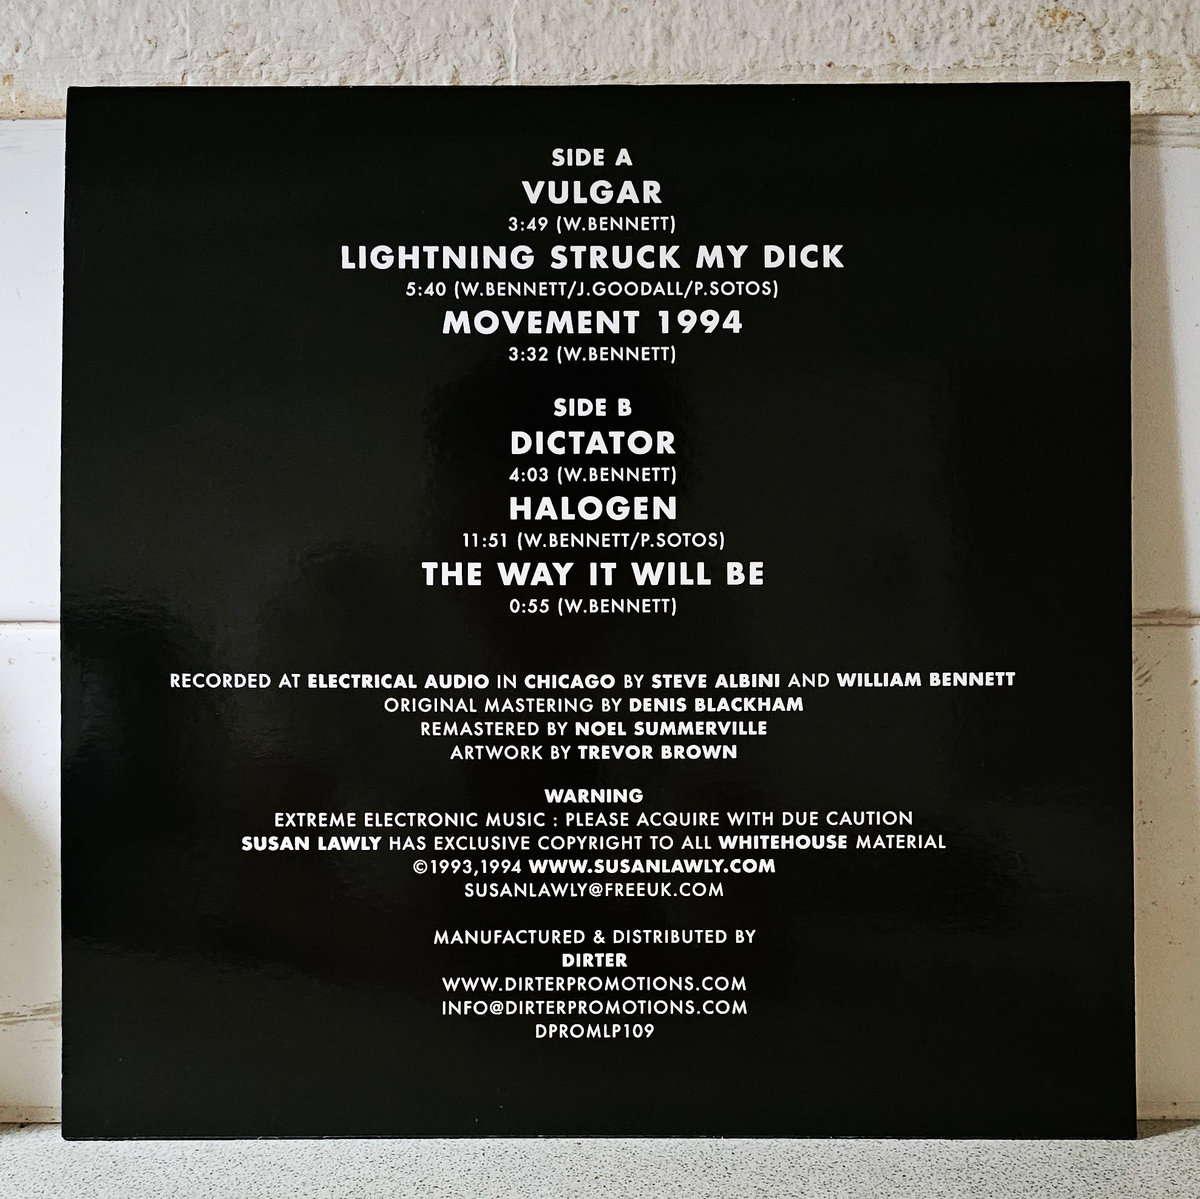 SIDE A
VULGAR
3:49 (W.BENNETT)
LIGHTNING STRUCK MY DICK
5:40 (W.BENNETT/J.GOODALL/P.SOTOS)
MOVEMENT 1994
3:32 (W.BENNETT)
SIDE B
DICTATOR
4:03 (W.BENNETT)
HALOGEN
11:51 (W.BENNETT/P.SOTOS)
THE WAY IT WILL BE
0:55 (W.BENNETT)
RECORDED AT ELECTRICAL AUDIO IN CHICAGO BY STEVE ALBINI AND WILLIAM BENNETT
ORIGINAL MASTERING BY DENIS BLACKHAM
REMASTERED BY NOEL SUMMERVILLE
ARTWORK BY TREVOR BROWN
WARNING
EXTREME ELECTRONIC MUSIC : PLEASE ACQUIRE WITH DUE CAUTION
SUSAN LAWLY HAS EXCLUSIVE COPYRIGHT TO ALL WHITEHOUSE MATERIAL
©1993,1994 WWW.SUSANLAWLY.COM
SUSANLAWLY@FREEUK.COM
MANUFACTURED & DISTRIBUTED BY
DIRTER
WWW.DIRTERPROMOTIONS.COM
INFO@DIRTERPROMOTIONS.COM
DPROMLP109